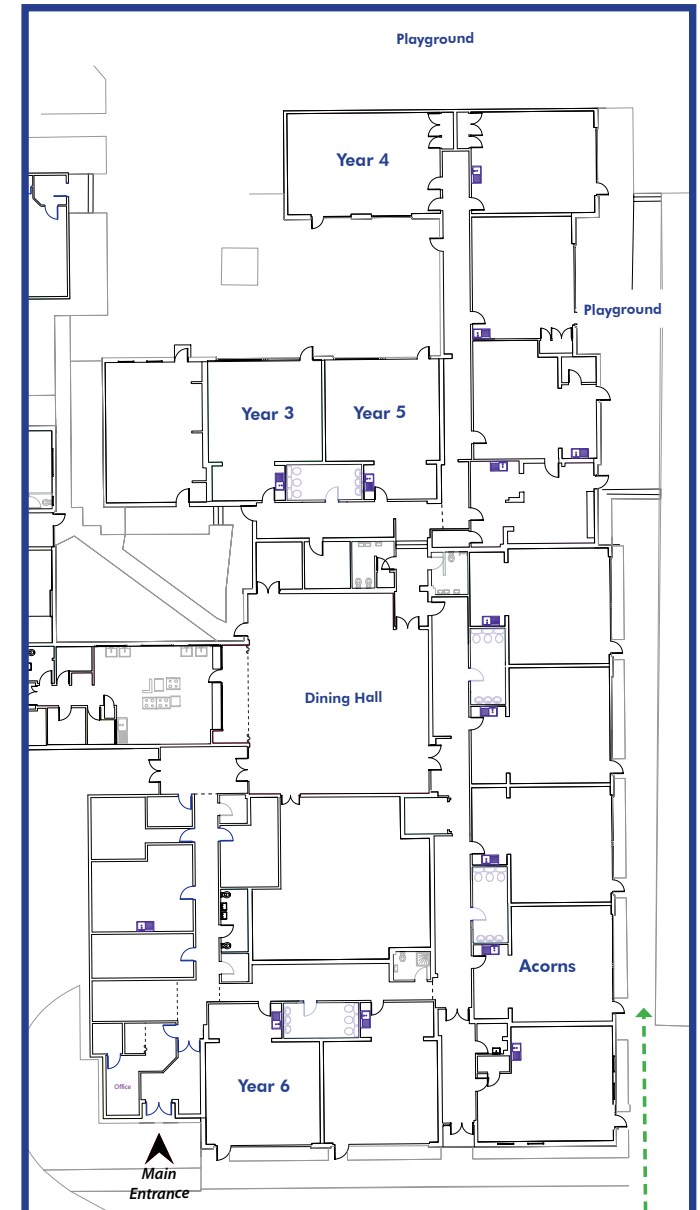 Playground
Year 4
Playground
Year 3
Year 5
Dining Hall
Acorns
Year 6
Office
Main
Entrance